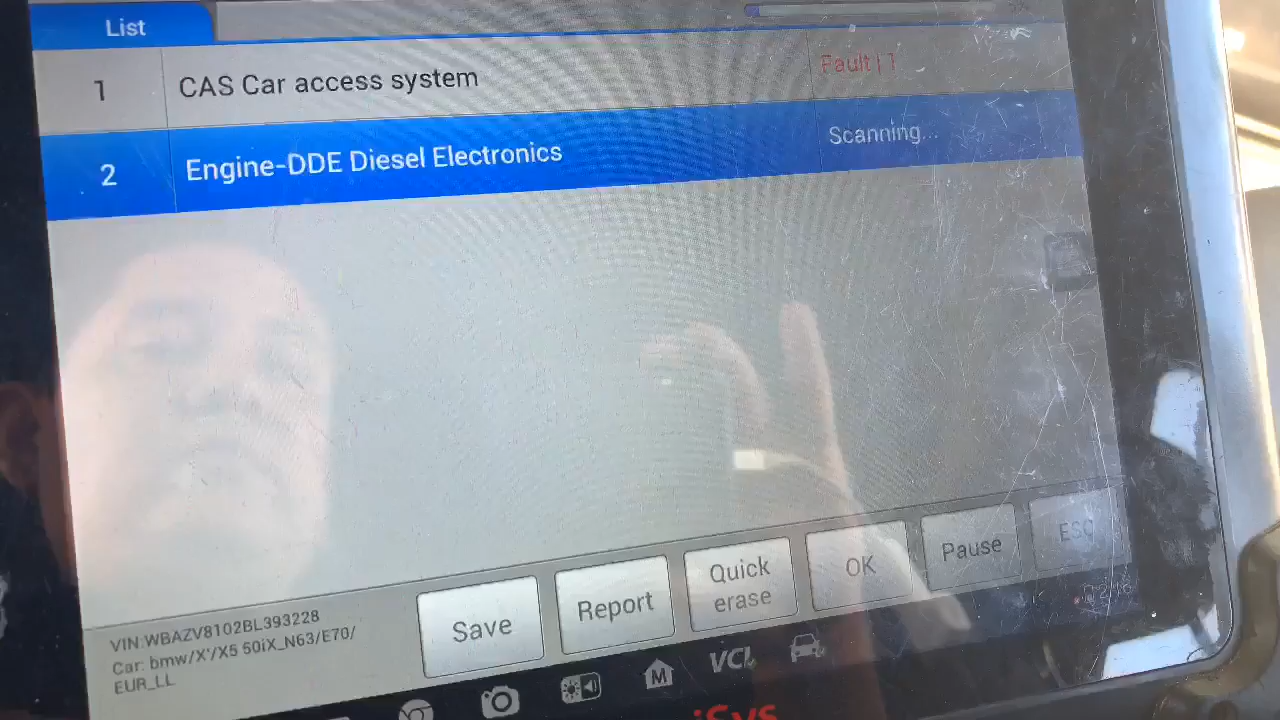 List
1 CAS Car access system Fault | 1
2 Engine-DDE Diesel Electronics Scanning...
VIN:WBAZV8102BL393228
Car: bmw/X'/X5 50iX_N63/E70/
EUR_LL
Save Report Quick erase OK Pause ESC
M VCI